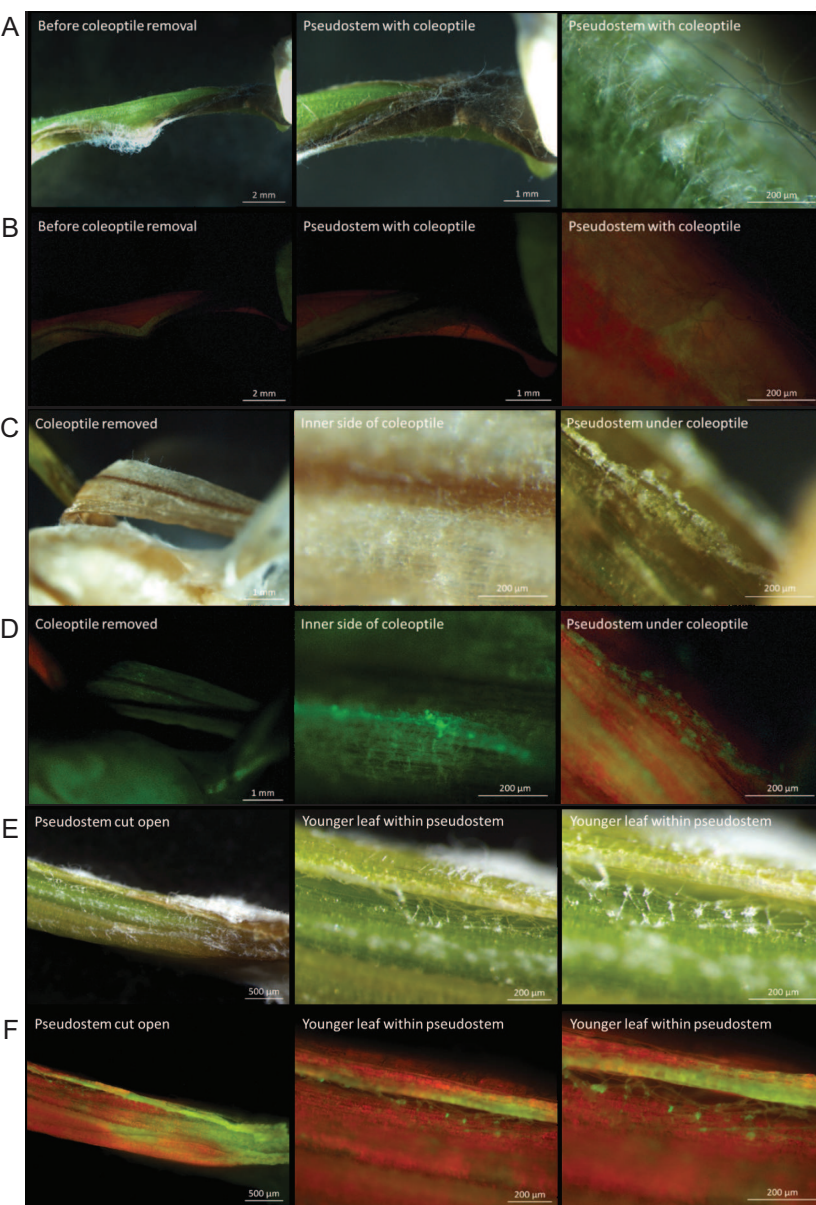 A
Before coleoptile removal
Pseudostem with coleoptile
Pseudostem with coleoptile
2 mm
1 mm
200 µm
B
Before coleoptile removal
Pseudostem with coleoptile
Pseudostem with coleoptile
2 mm
1 mm
200 µm
C
Coleoptile removed
Inner side of coleoptile
Pseudostem under coleoptile
1 mm
200 µm
200 µm
D
Coleoptile removed
Inner side of coleoptile
Pseudostem under coleoptile
1 mm
200 µm
200 µm
E
Pseudostem cut open
Younger leaf within pseudostem
Younger leaf within pseudostem
500 µm
200 µm
200 µm
F
Pseudostem cut open
Younger leaf within pseudostem
Younger leaf within pseudostem
500 µm
200 µm
200 µm